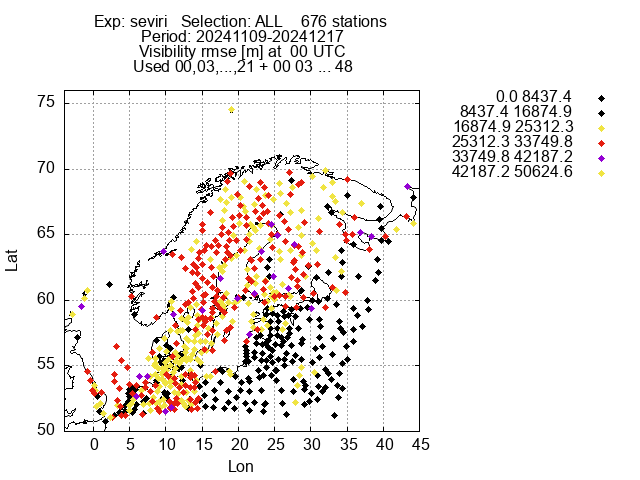 Exp: seviri   Selection: ALL    676 stations
Period: 20241109-20241217
Visibility rmse [m] at  00 UTC
Used 00,03,...,21 + 00 03 ... 48
0.0 8437.4
8437.4 16874.9
16874.9 25312.3
25312.3 33749.8
33749.8 42187.2
42187.2 50624.6
75
70
65
60
55
50
Lat
0 5 10 15 20 25 30 35 40 45
Lon